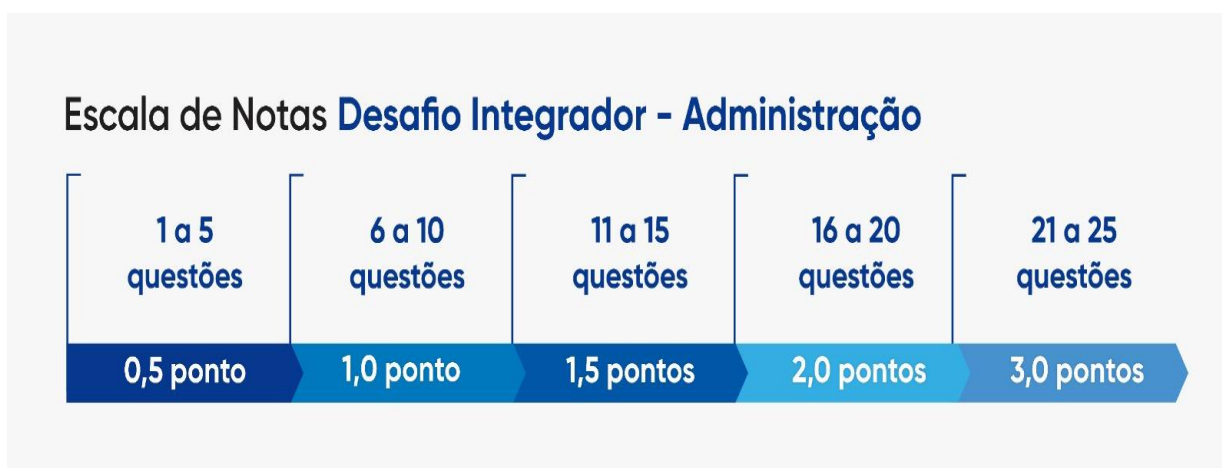 Escala de Notas Desafio Integrador - Administração
1 a 5
questões
6 a 10
questões
11 a 15
questões
16 a 20
questões
21 a 25
questões
0,5 ponto
1,0 ponto
1,5 pontos
2,0 pontos
3,0 pontos